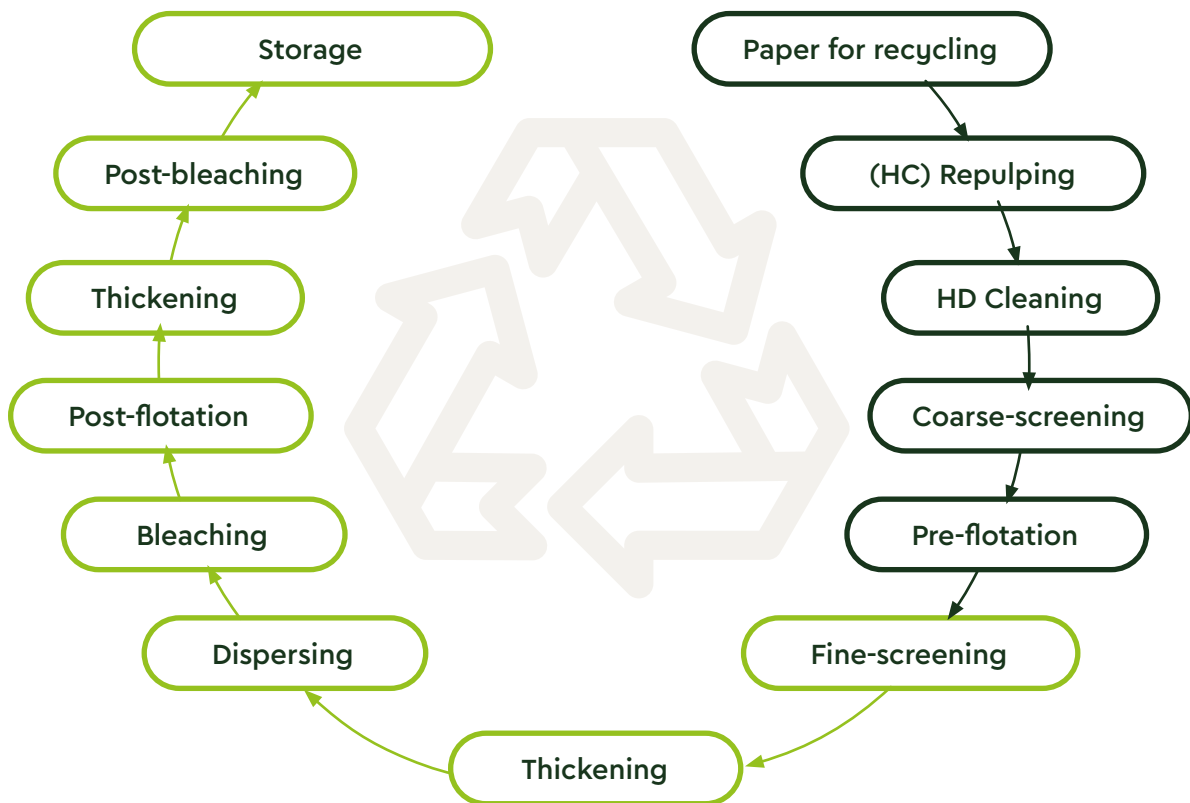 Paper for recycling
(HC) Repulping
HD Cleaning
Coarse-screening
Pre-flotation
Fine-screening
Thickening
Dispersing
Bleaching
Post-flotation
Thickening
Post-bleaching
Storage